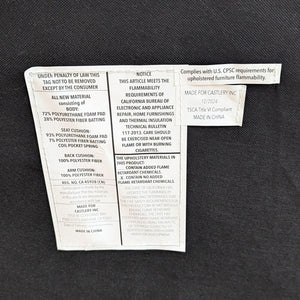 UNDER PENALTY OF LAW THIS
TAG NOT TO BE REMOVED
EXCEPT BY THE CONSUMER
ALL NEW MATERIAL
consisting of
BODY:
72% POLYURETHANE FOAM PAD
28% POLYESTER FIBER BATTING
SEAT CUSHION:
93% POLYURETHANE FOAM PAD
7% POLYESTER FIBER BATTING
COIL POCKET SPRING
BACK CUSHION:
100% POLYESTER FIBER
ARM CUSHION:
100% POLYESTER FIBER
REG. NO. CA (CN)
MADE FOR
CASTLERY INC.
MADE IN CHINA
NOTICE
THIS ARTICLE MEETS THE
FLAMMABILITY
REQUIREMENTS OF
CALIFORNIA BUREAU OF
ELECTRONIC AND APPLIANCE
REPAIR, HOME FURNISHINGS
AND THERMAL INSULATION
TECHNICAL BULLETIN
117-2013. CARE SHOULD
BE EXERCISED NEAR OPEN
FLAME OR WITH BURNING
CIGARETTES
THE UPHOLSTERY MATERIALS IN
THIS PRODUCT:
CONTAIN ADDED FLAME
RETARDANT CHEMICALS
X CONTAIN NO ADDED
FLAME RETARDANT CHEMICALS
Complies with U.S. CPSC requirements for
upholstered furniture flammability.
MADE FOR CASTLERY INC.
12/2024
TSCA Title VI Compliant
MADE IN CHINA